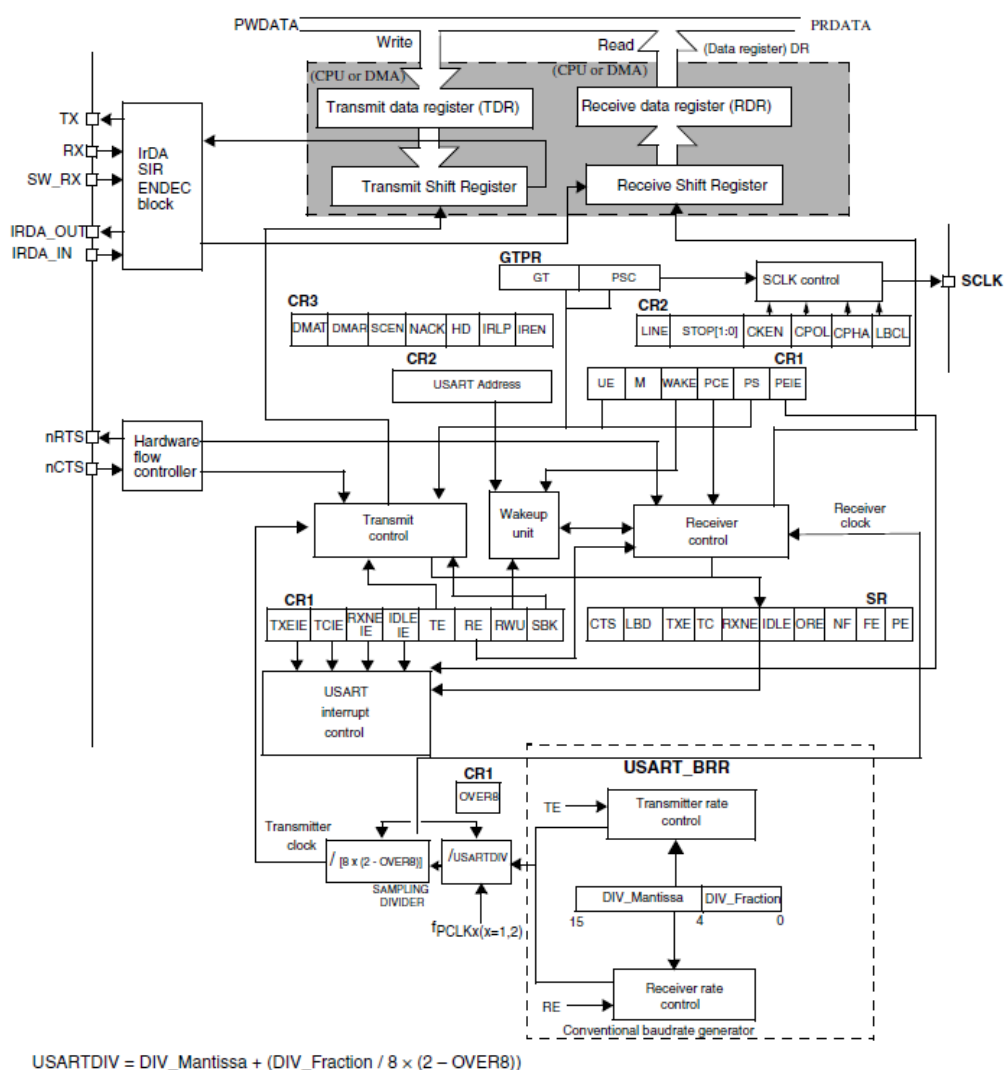 PWDATA PRDATA
Write Read (Data register) DR
(CPU or DMA) (CPU or DMA)
Transmit data register (TDR) Receive data register (RDR)
TX
RX
SW_RX
IRDA_OUT
IRDA_IN
IrDA
SIR
ENDEC
block
Transmit Shift Register Receive Shift Register
GTPR
GT PSC
SCLK control
SCLK
CR3
DMAT DMAR SCEN NACK HD IRLP IREN
CR2
LINE STOP[1:0] CKEN CPOL CPHA LBCL
CR2
USART Address
CR1
UE M WAKE PCE PS PEIE
nRTS
nCTS
Hardware
flow
controller
Transmit
control
Wakeup
unit
Receiver
control
Receiver
clock
CR1
TXEIE TCIE RXNE IE IDLE IE TE RE RWU SBK
SR
CTS LBD TXE TC RXNE IDLE ORE NF FE PE
USART
interrupt
control
USART_BRR
CR1
OVER8
TE
Transmitter rate
control
Transmitter
clock
/ [8 x (2 - OVER8)]
/USARTDIV
SAMPLING
DIVIDER
fPCLKx(x=1,2)
DIV_Mantissa DIV_Fraction
15 4 0
RE
Receiver rate
control
Conventional baudrate generator
USARTDIV = DIV_Mantissa + (DIV_Fraction / 8 × (2 – OVER8))